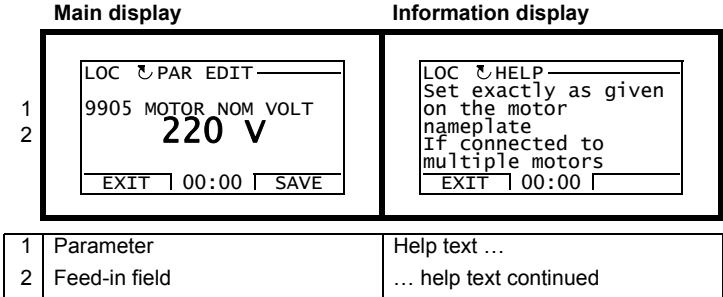 Main display Information display
LOC ↻ PAR EDIT
1 9905 MOTOR NOM VOLT
2 220 V
EXIT 00:00 SAVE
LOC ↻ HELP
Set exactly as given
on the motor
nameplate
If connected to
multiple motors
EXIT 00:00
1 Parameter Help text …
2 Feed-in field … help text continued